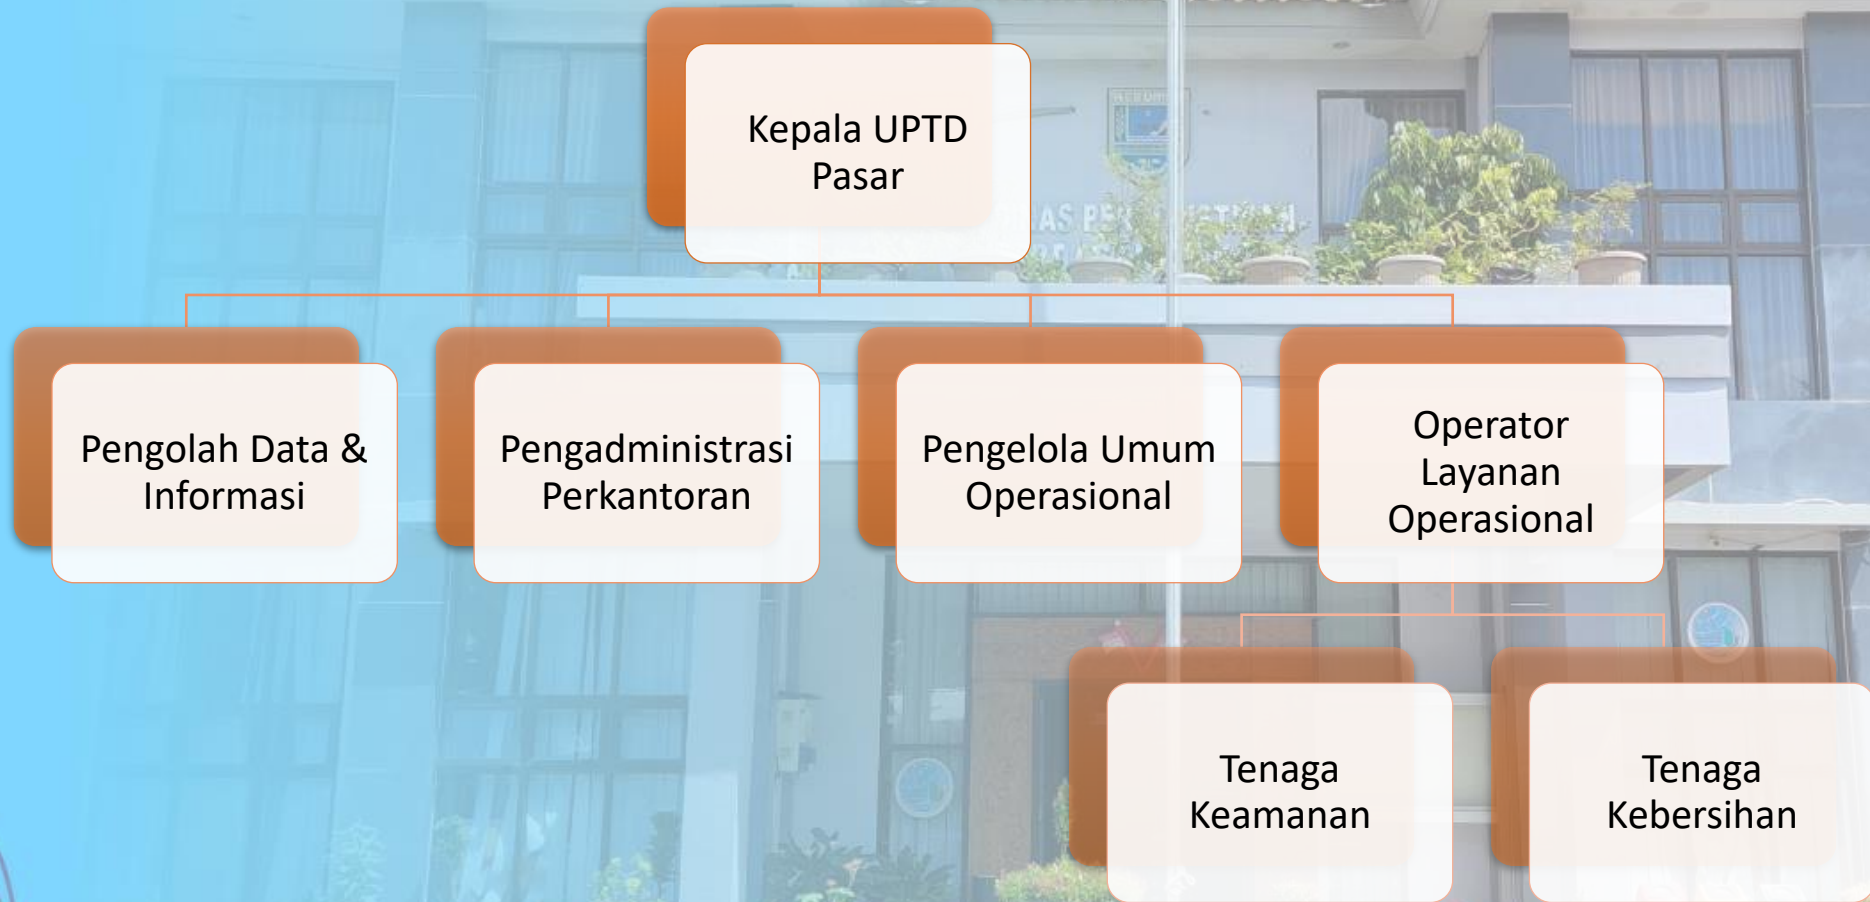 Kepala UPTD
Pasar
Pengolah Data &
Informasi
Pengadministrasi
Perkantoran
Pengelola Umum
Operasional
Operator
Layanan
Operasional
Tenaga
Keamanan
Tenaga
Kebersihan